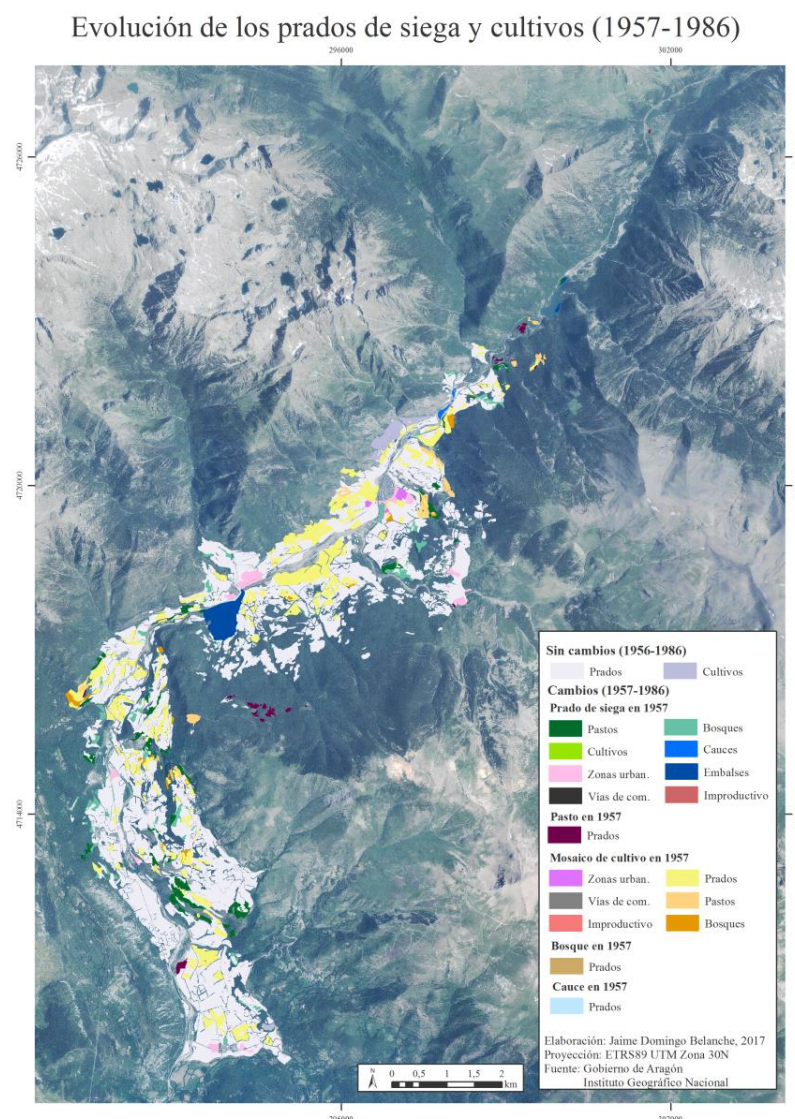 Evolución de los prados de siega y cultivos (1957-1986)
296000
302000
4726000
4720000
4714000
Sin cambios (1956-1986)
Prados
Cultivos
Cambios (1957-1986)
Prado de siega en 1957
Pastos
Bosques
Cultivos
Cauces
Zonas urban.
Embalses
Vías de com.
Improductivo
Pasto en 1957
Prados
Mosaico de cultivo en 1957
Zonas urban.
Prados
Vías de com.
Pastos
Improductivo
Bosques
Bosque en 1957
Prados
Cauce en 1957
Prados
Elaboración: Jaime Domingo Belanche, 2017
Proyección: ETRS89 UTM Zona 30N
Fuente: Gobierno de Aragón
Instituto Geográfico Nacional
N
0 0,5 1 1,5 2
km
296000
302000